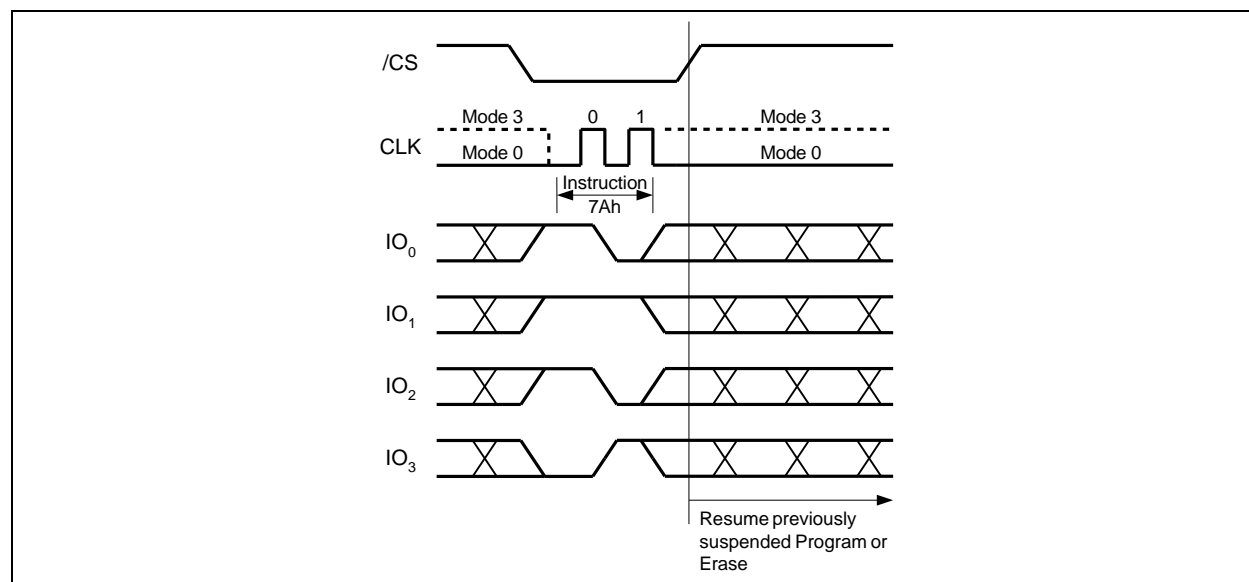 /CS
Mode 3 0 1 Mode 3
CLK
Mode 0 Mode 0
Instruction
7Ah
IO0
IO1
IO2
IO3
Resume previously
suspended Program or
Erase